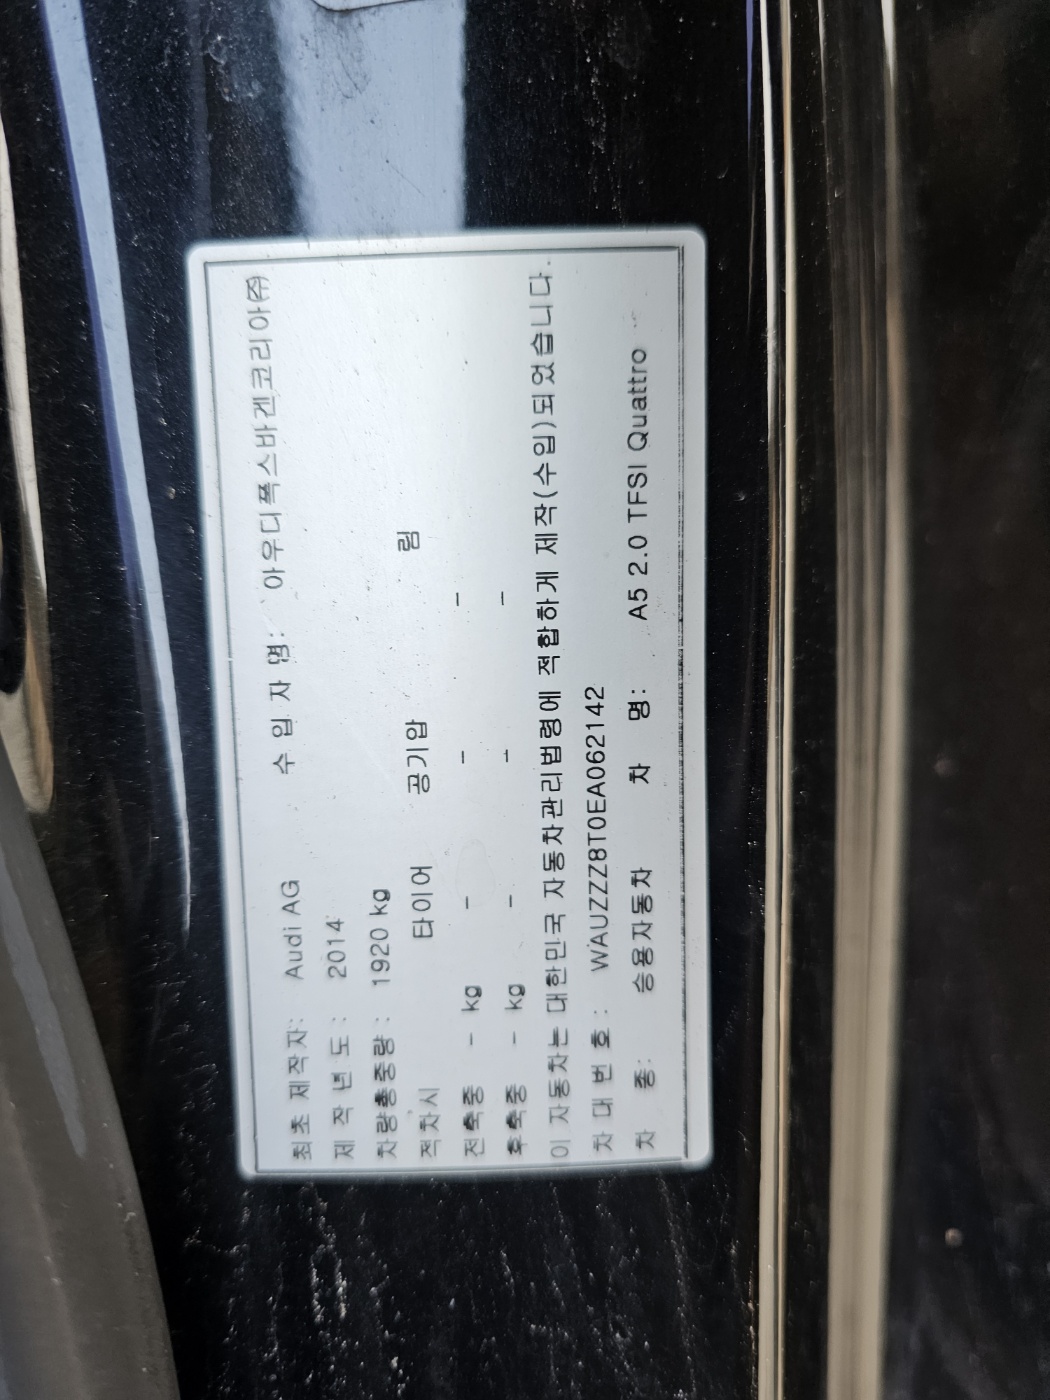 최초 제작자: Audi AG 수 입 자 명: 아우디폭스바겐코리아(주)
제 작 년 도 : 2014
차량총중량 : 1920 kg
적차시 타이어 공기압 림
전축중 - kg - - -
후축중 - kg - - -
이 자동차는 대한민국 자동차관리법령에 적합하게 제작(수입)되었습니다.
차 대 번 호 : WAUZZZ8T0EA062142
차 종: 승용자동차 차 명: A5 2.0 TFSI Quattro